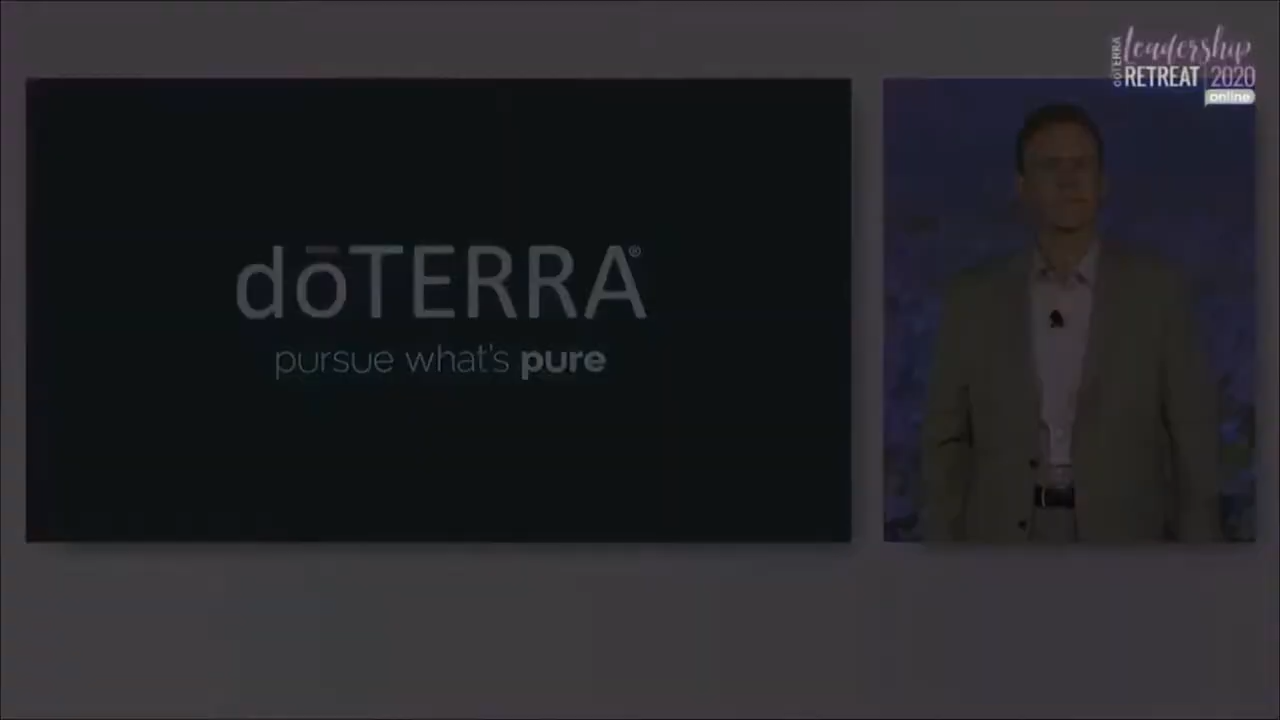 dōTERRA
Leadership
RETREAT 2020
online
dōTERRA®
pursue what's pure